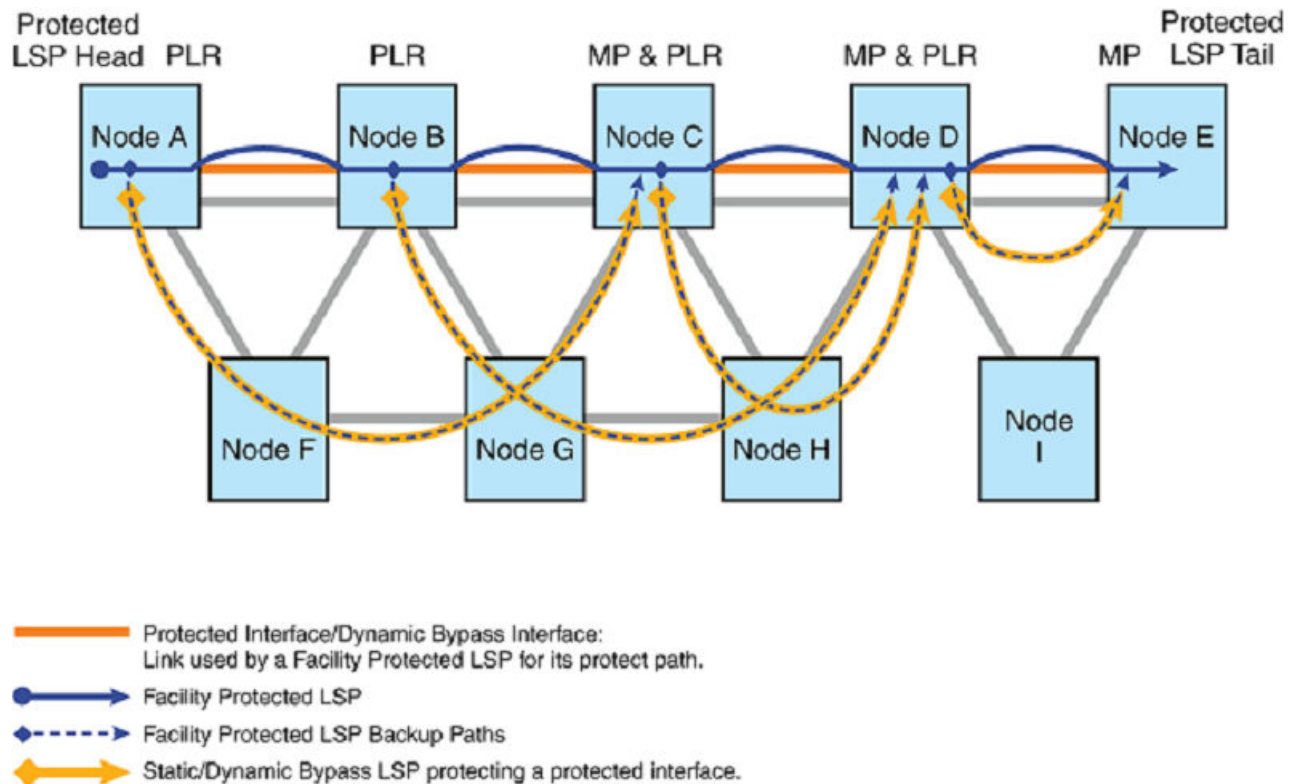 Protected
LSP Head
PLR
PLR
MP & PLR
MP & PLR
MP
Protected
LSP Tail
Node A
Node B
Node C
Node D
Node E
Node F
Node G
Node H
Node
I
Protected Interface/Dynamic Bypass Interface:
Link used by a Facility Protected LSP for its protect path.
Facility Protected LSP
Facility Protected LSP Backup Paths
Static/Dynamic Bypass LSP protecting a protected interface.